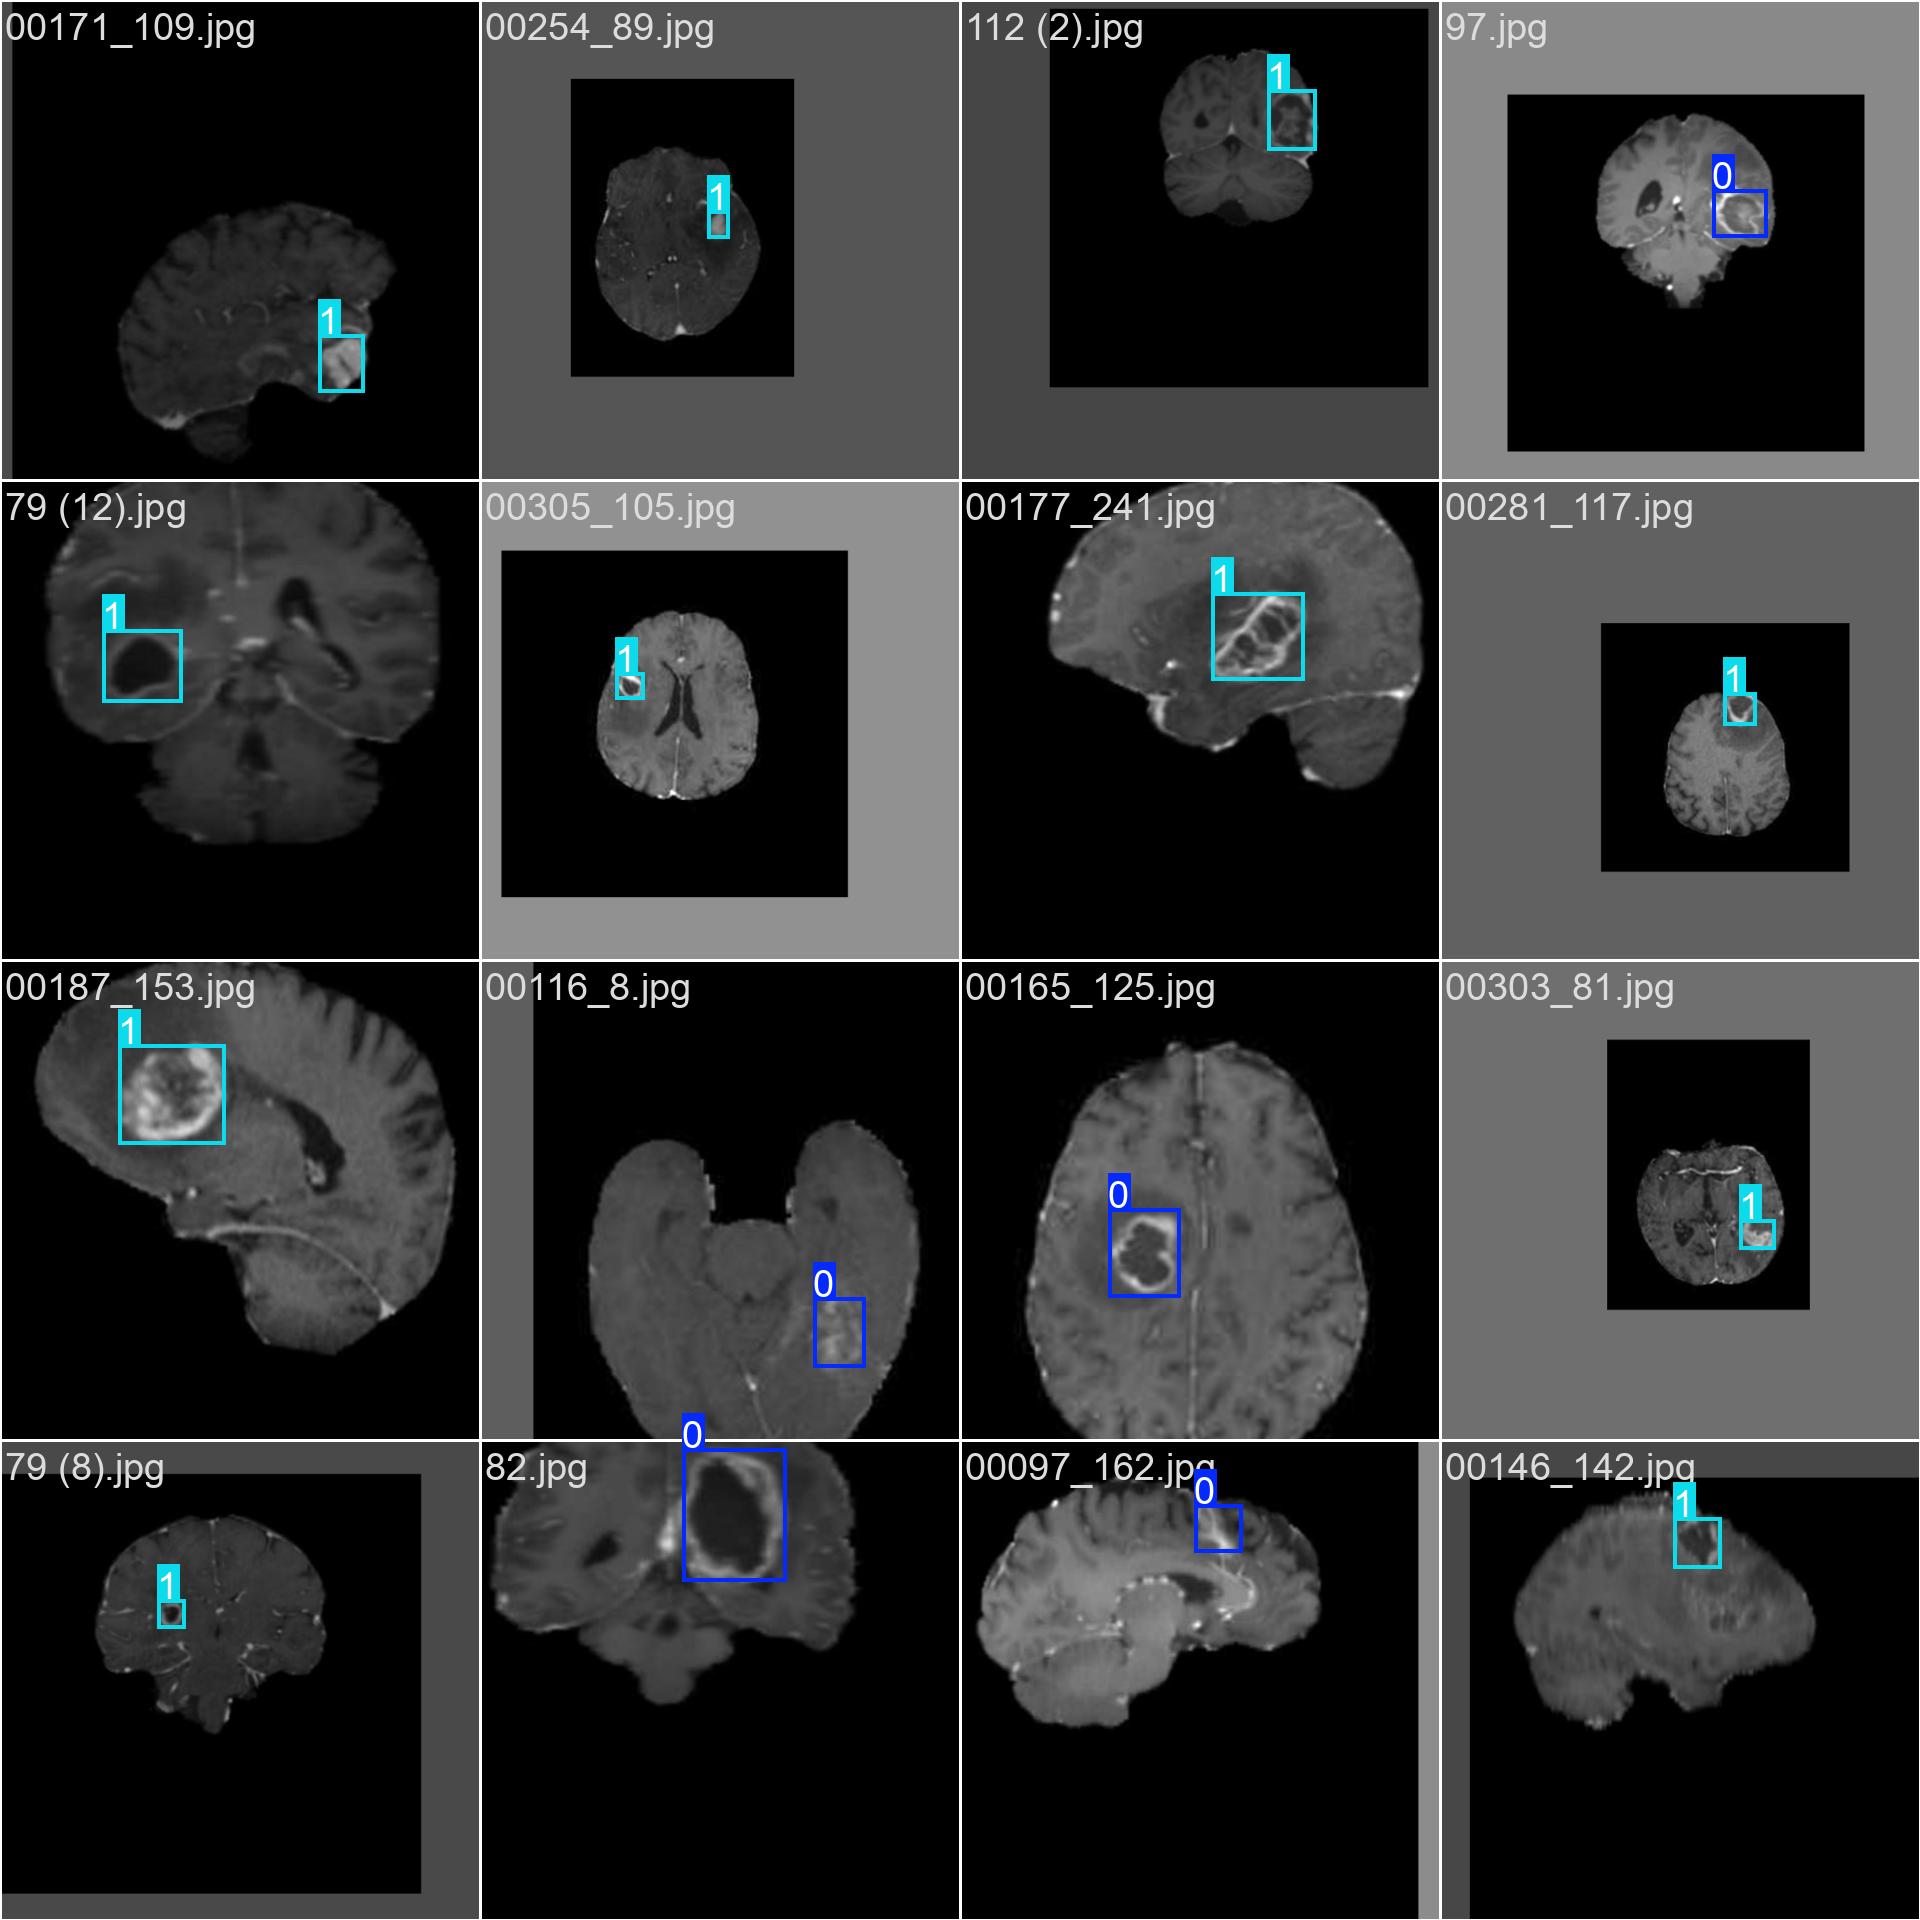 00171_109.jpg
1
00254_89.jpg
1
112 (2).jpg
1
97.jpg
0
79 (12).jpg
1
00305_105.jpg
1
00177_241.jpg
1
00281_117.jpg
1
00187_153.jpg
1
00116_8.jpg
0
00165_125.jpg
0
00303_81.jpg
1
79 (8).jpg
1
82.jpg
0
00097_162.jpg
0
00146_142.jpg
1